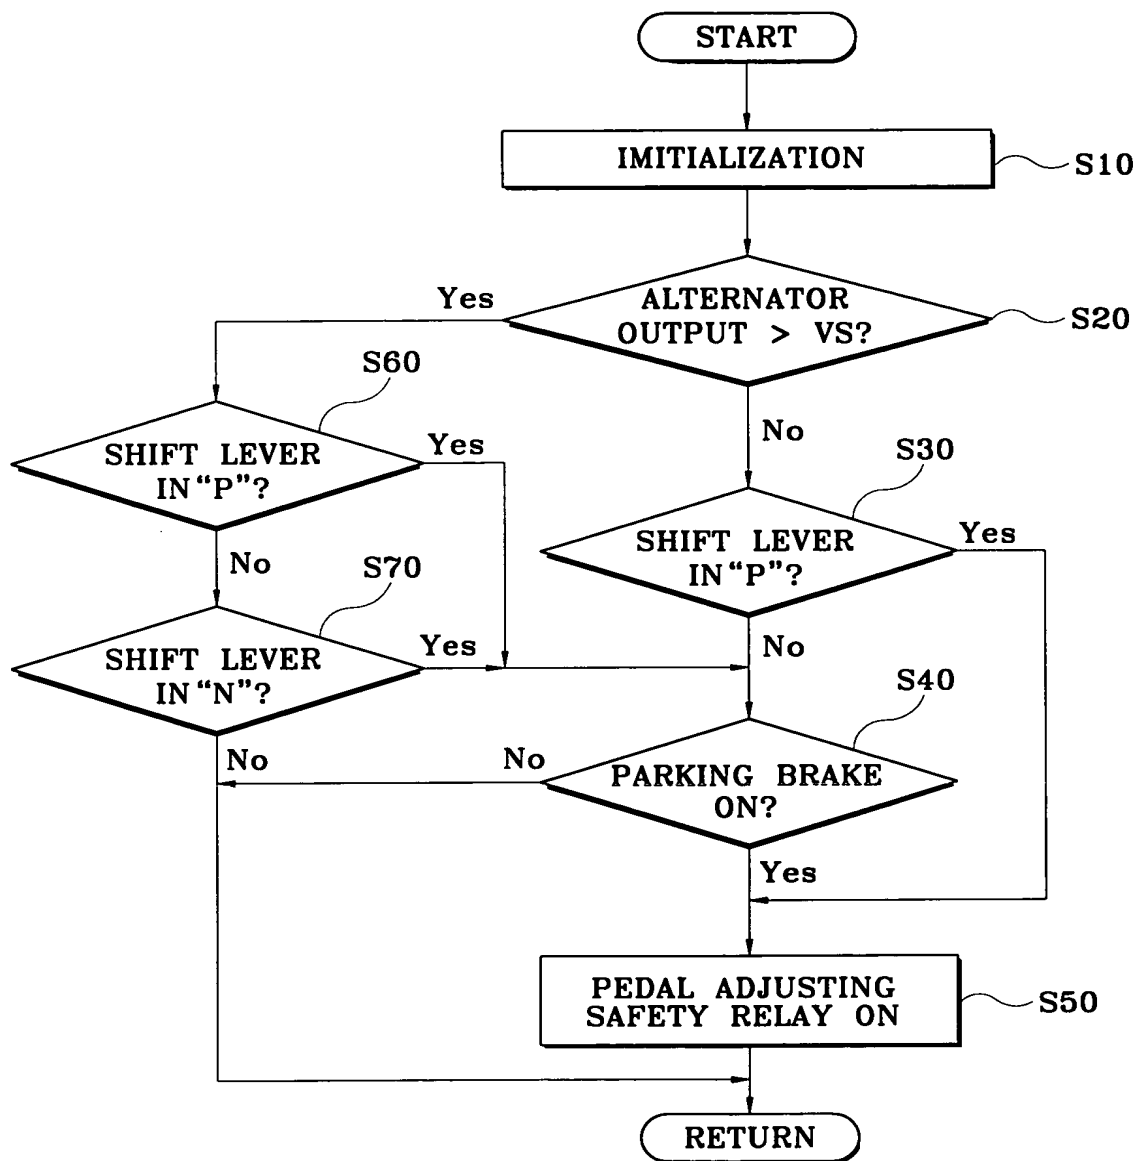 START
IMITIALIZATION
S10
Yes
ALTERNATOR
OUTPUT > VS?
S20
S60
SHIFT LEVER
IN "P"?
Yes
No
S30
SHIFT LEVER
IN "P"?
Yes
No
S70
SHIFT LEVER
IN "N"?
Yes
No
S40
No
No
PARKING BRAKE
ON?
Yes
PEDAL ADJUSTING
SAFETY RELAY ON
S50
RETURN